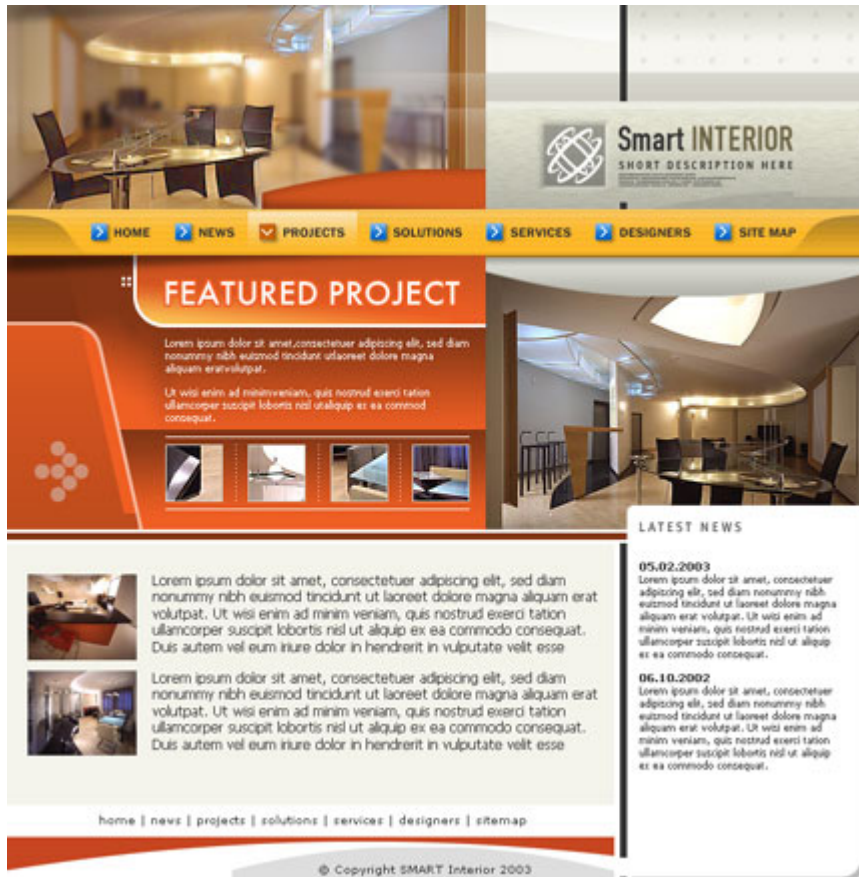 Smart INTERIOR
SHORT DESCRIPTION HERE
HOME NEWS PROJECTS SOLUTIONS SERVICES DESIGNERS SITE MAP
FEATURED PROJECT
Lorem ipsum dolor sit amet,consectetuer adipiscing elit, sed diam
nonummy nibh euismod tincidunt utlaoreet dolore magna
aliquam eratvolutpat.
Ut wisi enim ad minimveniam, quis nostrud exerci tation
ullamcorper suscipit lobortis nisl utaliquip ex ea commod
consequat.
Lorem ipsum dolor sit amet, consectetuer adipiscing elit, sed diam
nonummy nibh euismod tincidunt ut laoreet dolore magna aliquam erat
volutpat. Ut wisi enim ad minim veniam, quis nostrud exerci tation
ullamcorper suscipit lobortis nisl ut aliquip ex ea commodo consequat.
Duis autem vel eum iriure dolor in hendrerit in vulputate velit esse
Lorem ipsum dolor sit amet, consectetuer adipiscing elit, sed diam
nonummy nibh euismod tincidunt ut laoreet dolore magna aliquam erat
volutpat. Ut wisi enim ad minim veniam, quis nostrud exerci tation
ullamcorper suscipit lobortis nisl ut aliquip ex ea commodo consequat.
Duis autem vel eum iriure dolor in hendrerit in vulputate velit esse
LATEST NEWS
05.02.2003
Lorem ipsum dolor sit amet, consectetuer
adipiscing elit, sed diam nonummy nibh
euismod tincidunt ut laoreet dolore magna
aliquam erat volutpat. Ut wisi enim ad
minim veniam, quis nostrud exerci tation
ullamcorper suscipit lobortis nisl ut aliquip
ex ea commodo consequat.
06.10.2002
Lorem ipsum dolor sit amet, consectetuer
adipiscing elit, sed diam nonummy nibh
euismod tincidunt ut laoreet dolore magna
aliquam erat volutpat. Ut wisi enim ad
minim veniam, quis nostrud exerci tation
ullamcorper suscipit lobortis nisl ut aliquip
ex ea commodo consequat.
home | news | projects | solutions | services | designers | sitemap
© Copyright SMART Interior 2003